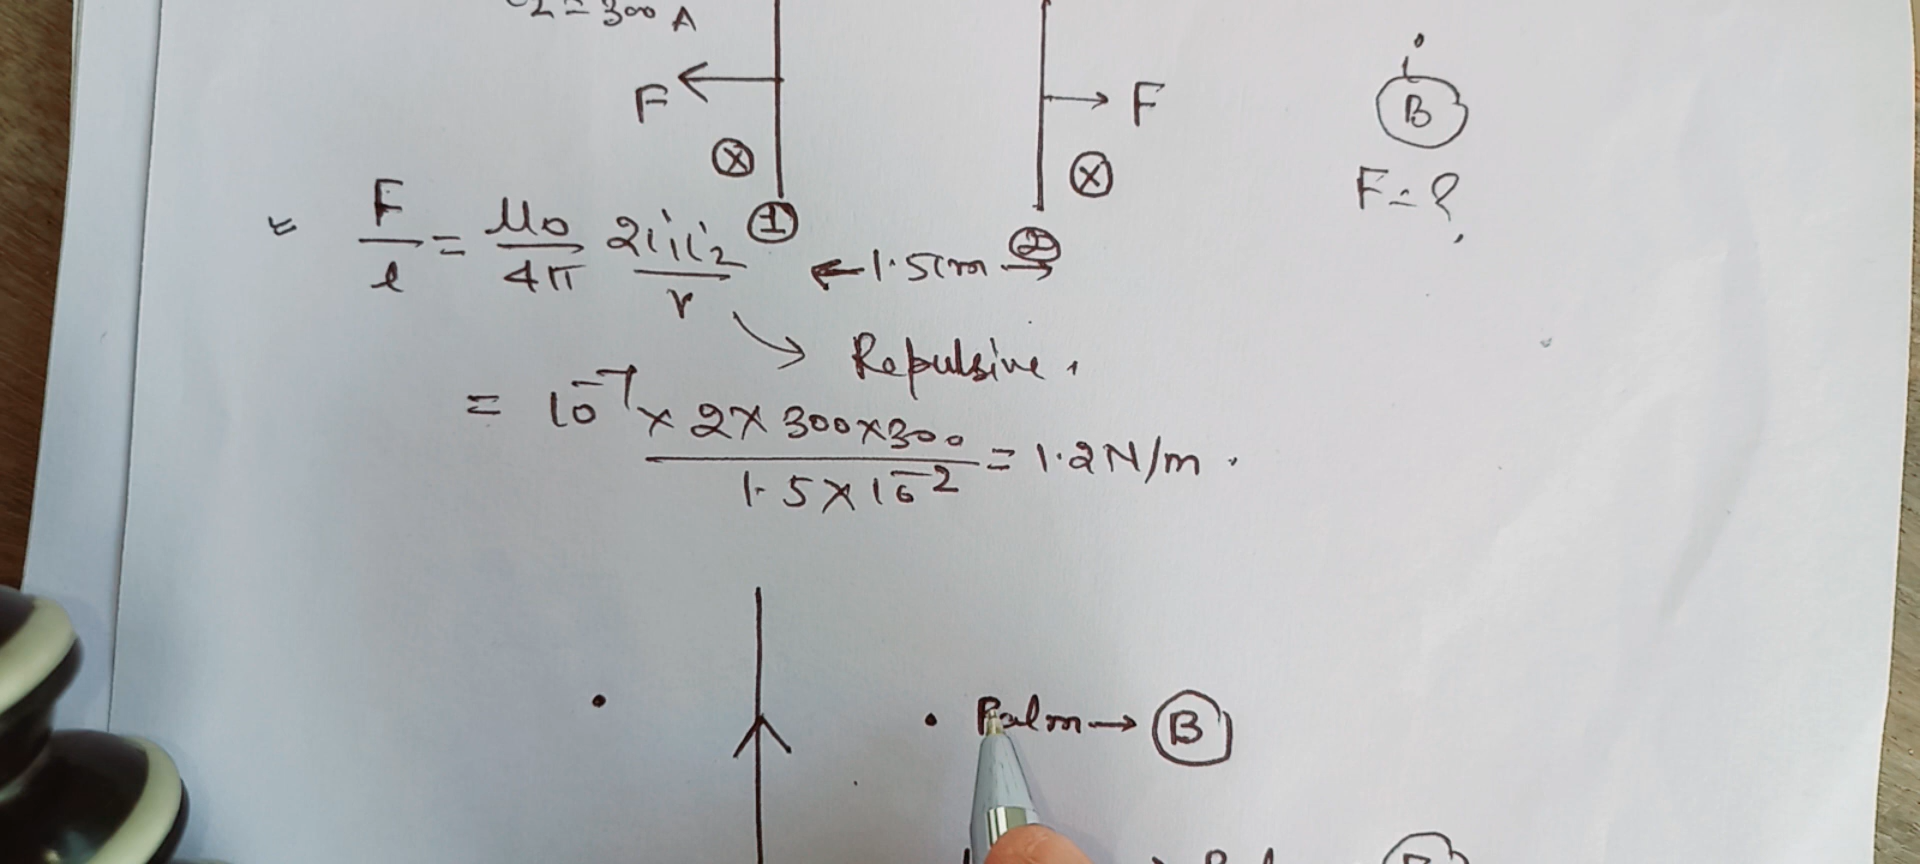 = 300 A
i
F F B
ⓧ ⓧ
F = ?
F/l = μ₀/4π 2i₁i₂/r ① ←1.5cm→ ②
→ Repulsive.
= 10⁻⁷ × 2 × 300×300 / 1.5×10⁻² = 1.2 N/m.
Palm → B